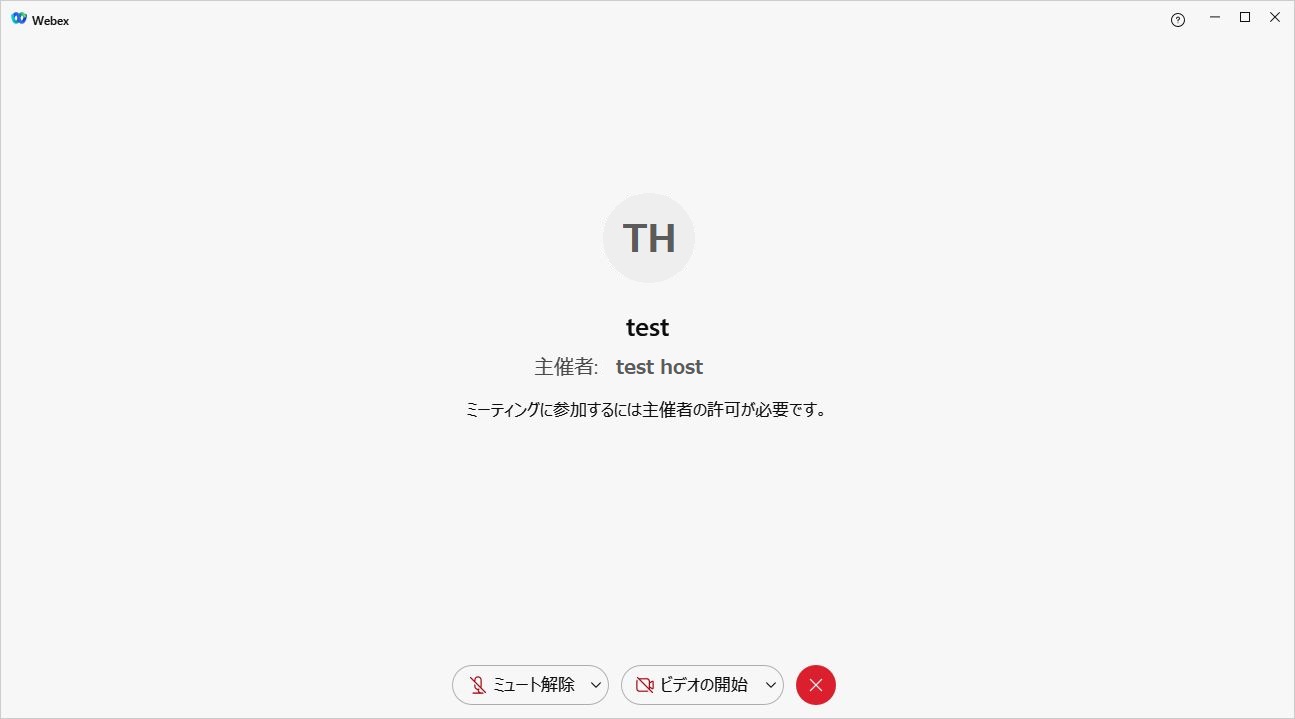 Webex
TH
test
主催者: test host
ミーティングに参加するには主催者の許可が必要です。
ミュート解除 ビデオの開始